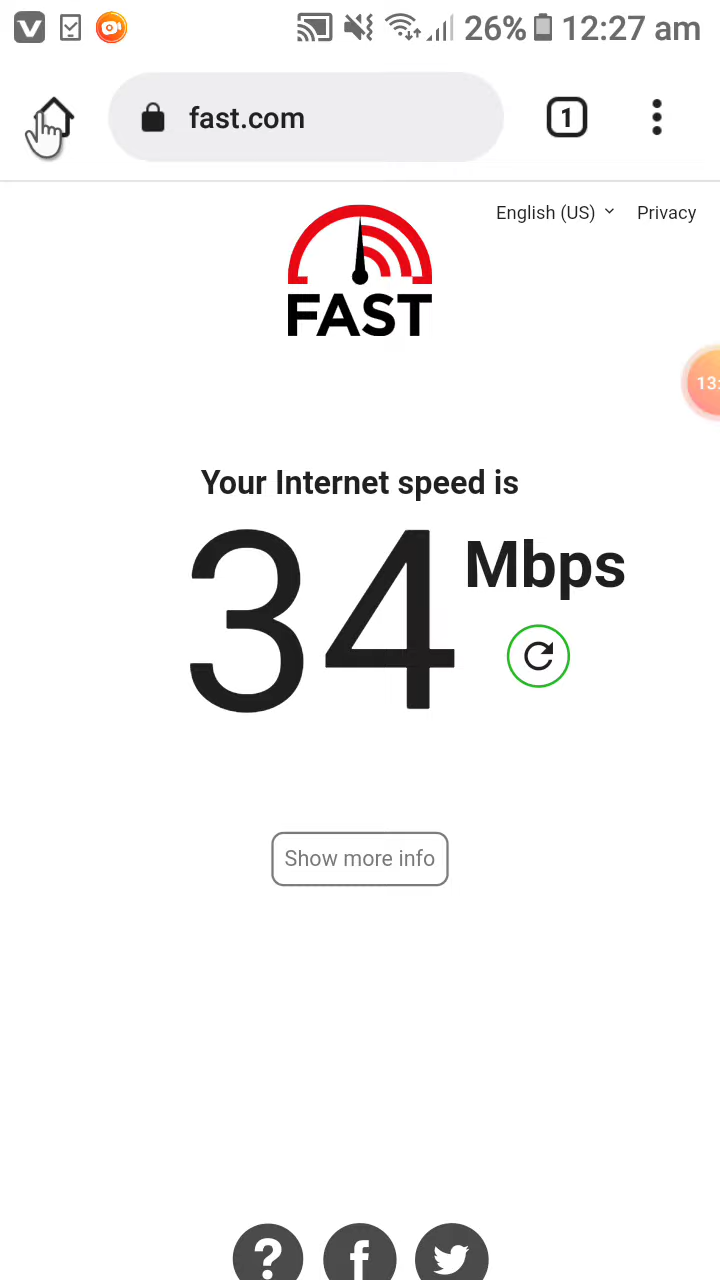 26% 12:27 am
fast.com
1
English (US) Privacy
FAST
13:
Your Internet speed is
34 Mbps
Show more info